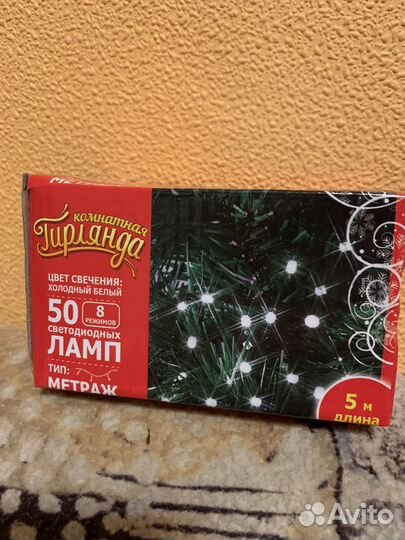 комнатная
Гирлянда
ЦВЕТ СВЕЧЕНИЯ:
ХОЛОДНЫЙ БЕЛЫЙ
50 8
РЕЖИМОВ
СВЕТОДИОДНЫХ
ЛАМП
ТИП:
МЕТРАЖ
5 м
длина
Avito